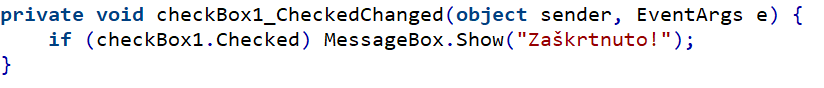 private void checkBox1_CheckedChanged(object sender, EventArgs e) {
    if (checkBox1.Checked) MessageBox.Show("Zaškrtnuto!");
}